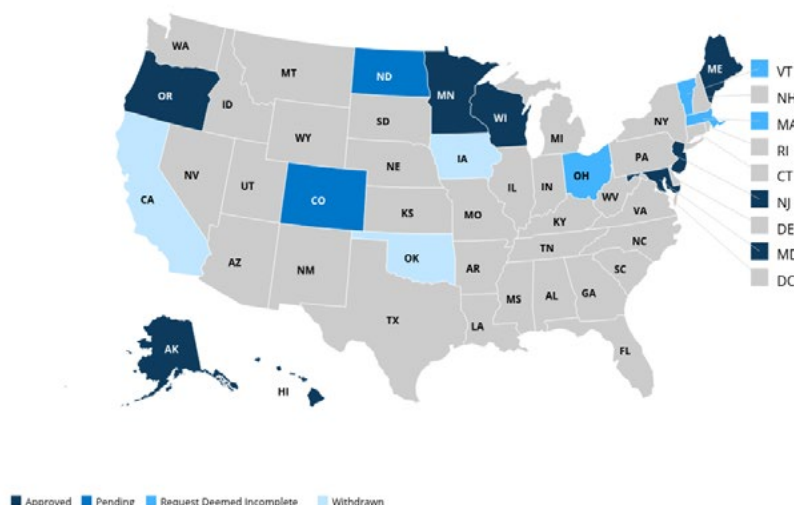 WA
ME
VT
MT
ND
OR
MN
NH
ID
SD
WI
NY
MA
WY
MI
RI
IA
PA
NE
CT
NV
IL
IN
OH
NJ
UT
CA
CO
WV
DE
KS
MO
VA
KY
MD
NC
TN
AZ
OK
NM
AR
SC
DC
MS
AL
GA
TX
LA
AK
FL
HI
Approved Pending Request Deemed Incomplete Withdrawn